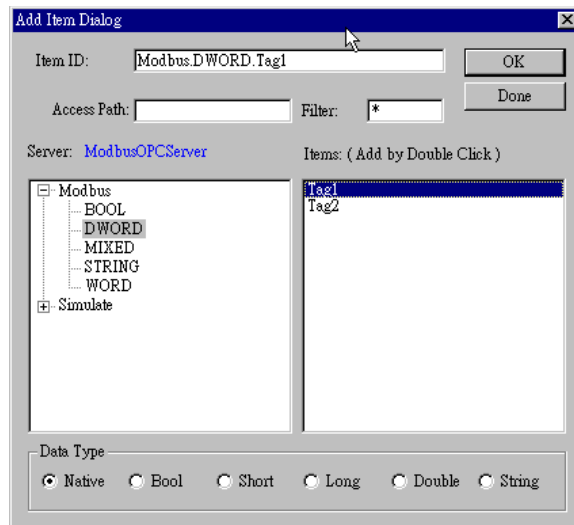 Add Item Dialog
Item ID: Modbus.DWORD.Tag1 OK
Access Path: Filter: * Done
Server: ModbusOPCServer Items: ( Add by Double Click )
Modbus Tag1
BOOL Tag2
DWORD
MIXED
STRING
WORD
Simulate
Data Type
Native Bool Short Long Double String